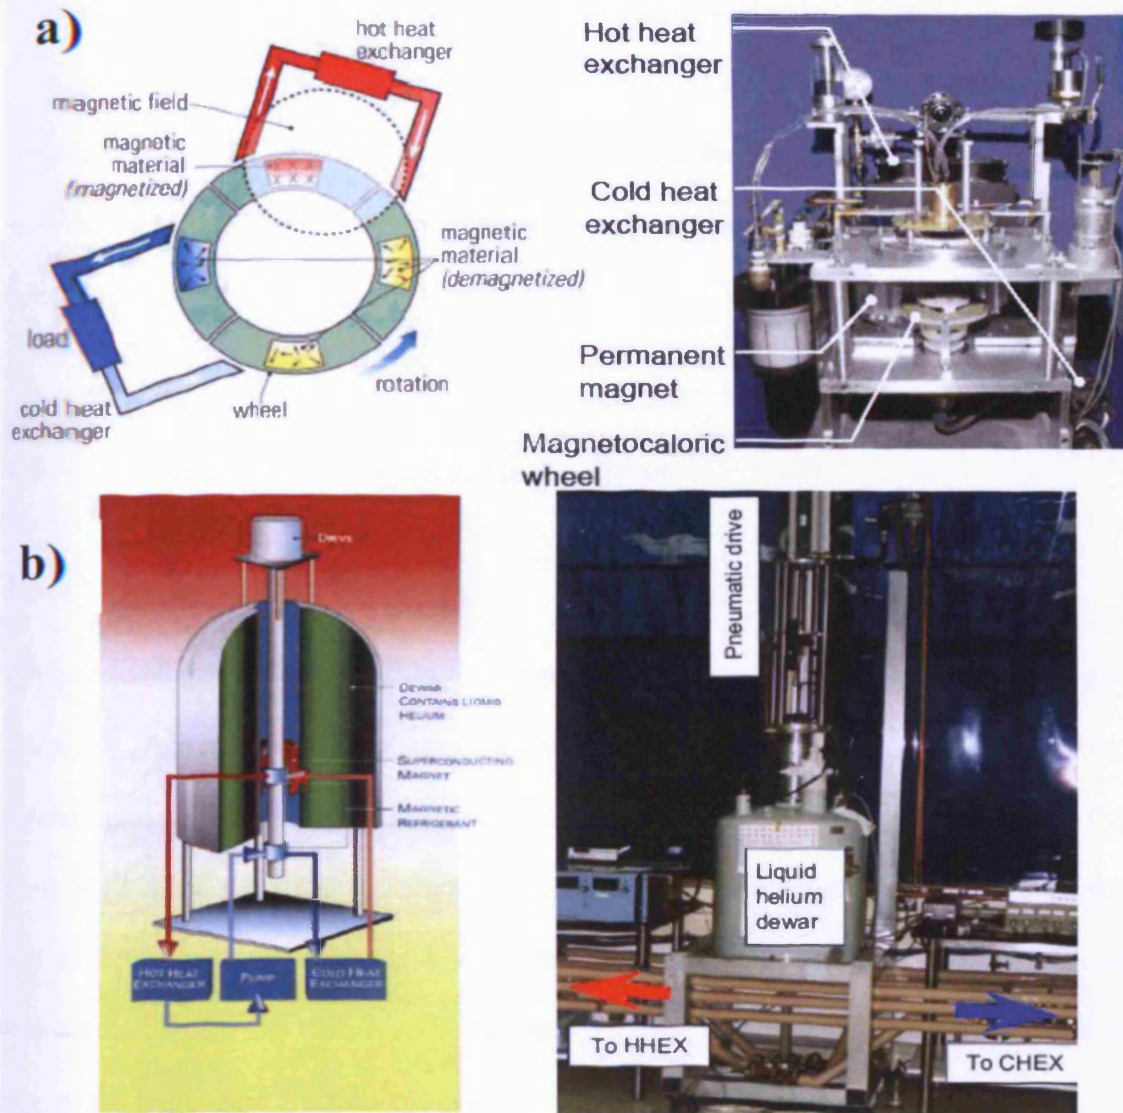 a)
hot heat
exchanger
magnetic field
magnetic
material
(magnetized)
magnetic
material
(demagnetized)
load
cold heat
exchanger
wheel
rotation
Hot heat
exchanger
Cold heat
exchanger
Permanent
magnet
Magnetocaloric
wheel
b)
DRIVE
DEWAR
CONTAINS LIQUID
HELIUM
SUPERCONDUCTING
MAGNET
MAGNETIC
REFRIGERANT
HOT HEAT
EXCHANGER
PUMP
COLD HEAT
EXCHANGER
Pneumatic drive
Liquid
helium
dewar
To HHEX
To CHEX